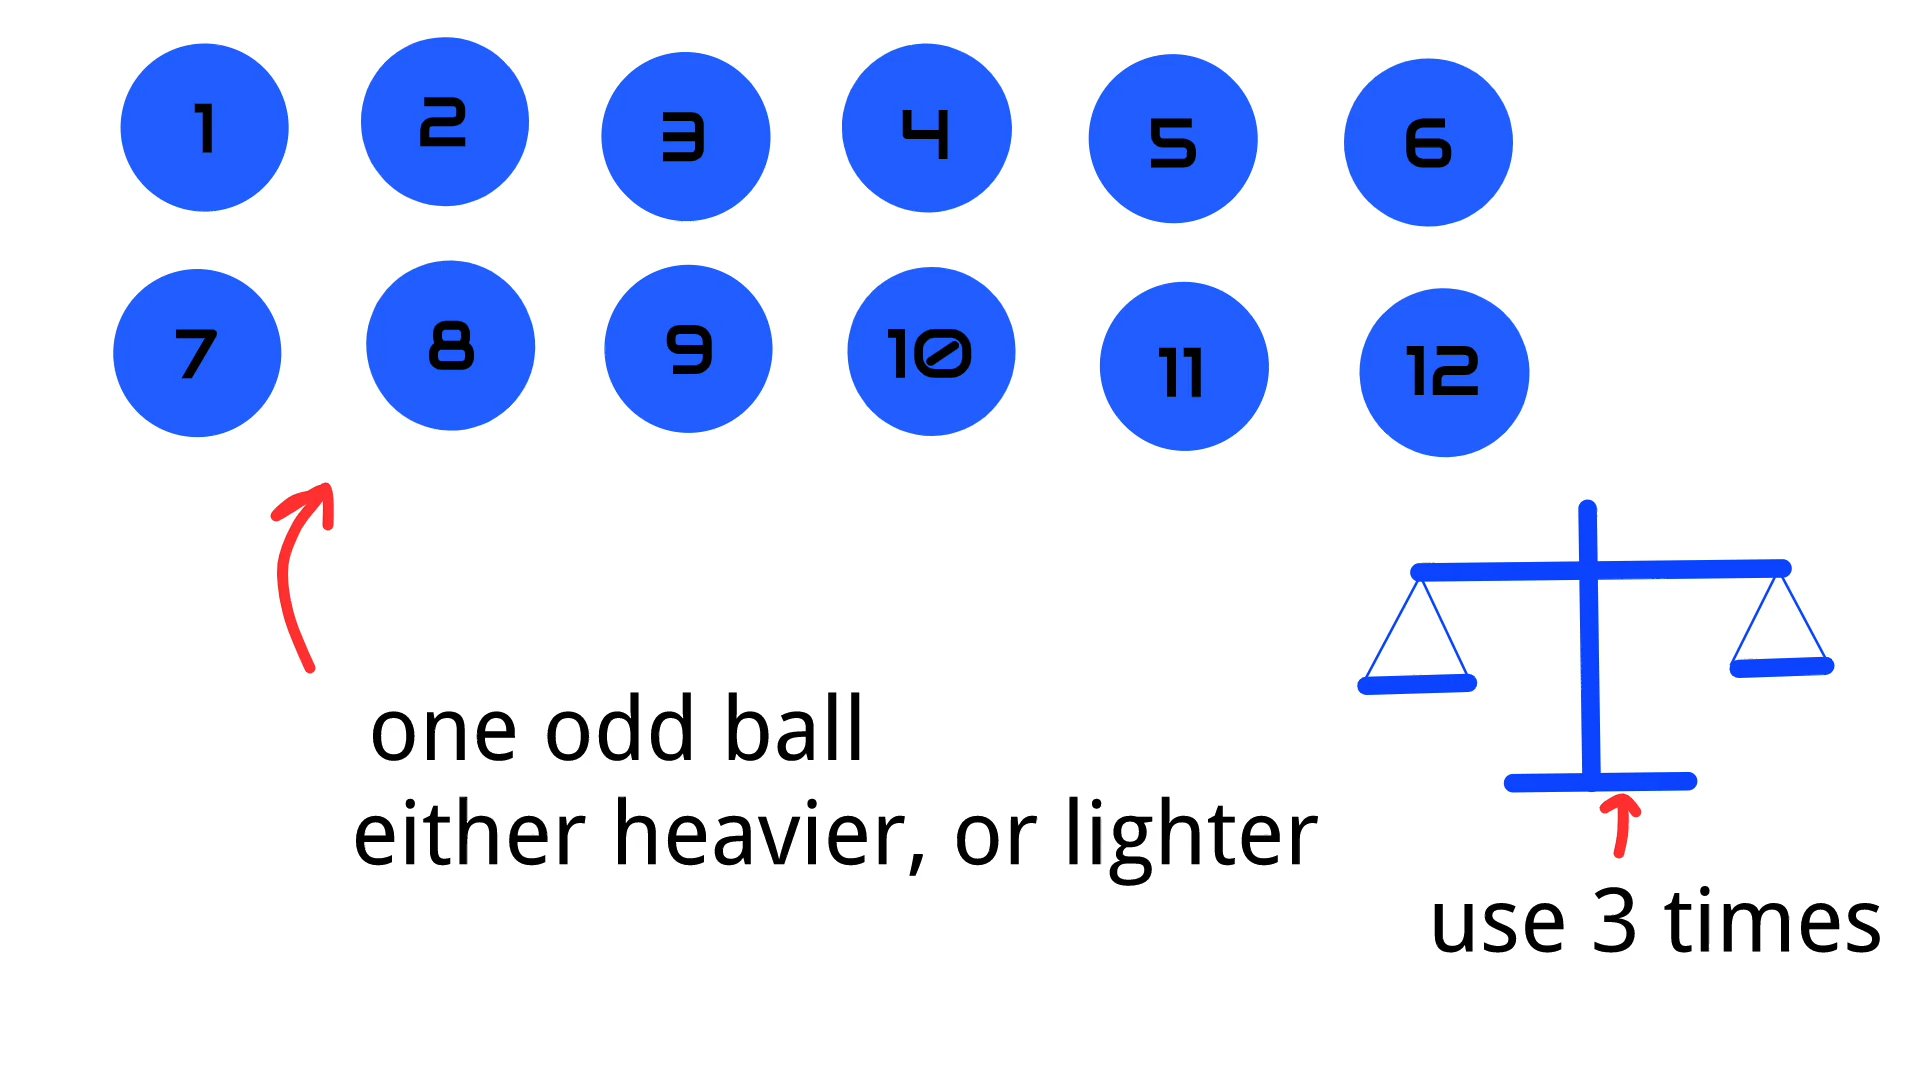 1 2 3 4 5 6
7 8 9 10 11 12
one odd ball
either heavier, or lighter
use 3 times